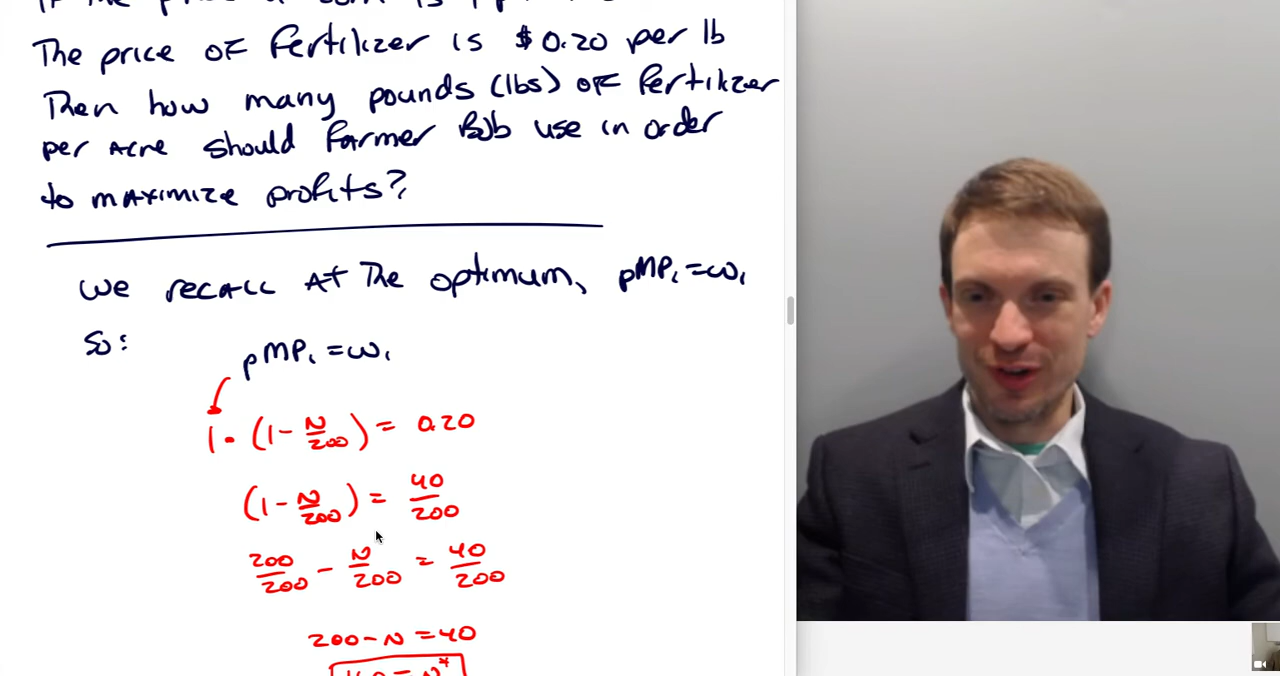 The price of Fertilizer is $0.20 per lb
Then how many pounds (lbs) of fertilizer
per acre should Farmer Bob use in order
to maximize profits?
We recall at the optimum, pMP₁ = w₁
So:
pMP₁ = w₁
1 • (1 - N/200) = 0.20
(1 - N/200) = 40/200
200/200 - N/200 = 40/200
200 - N = 40
160 = N*